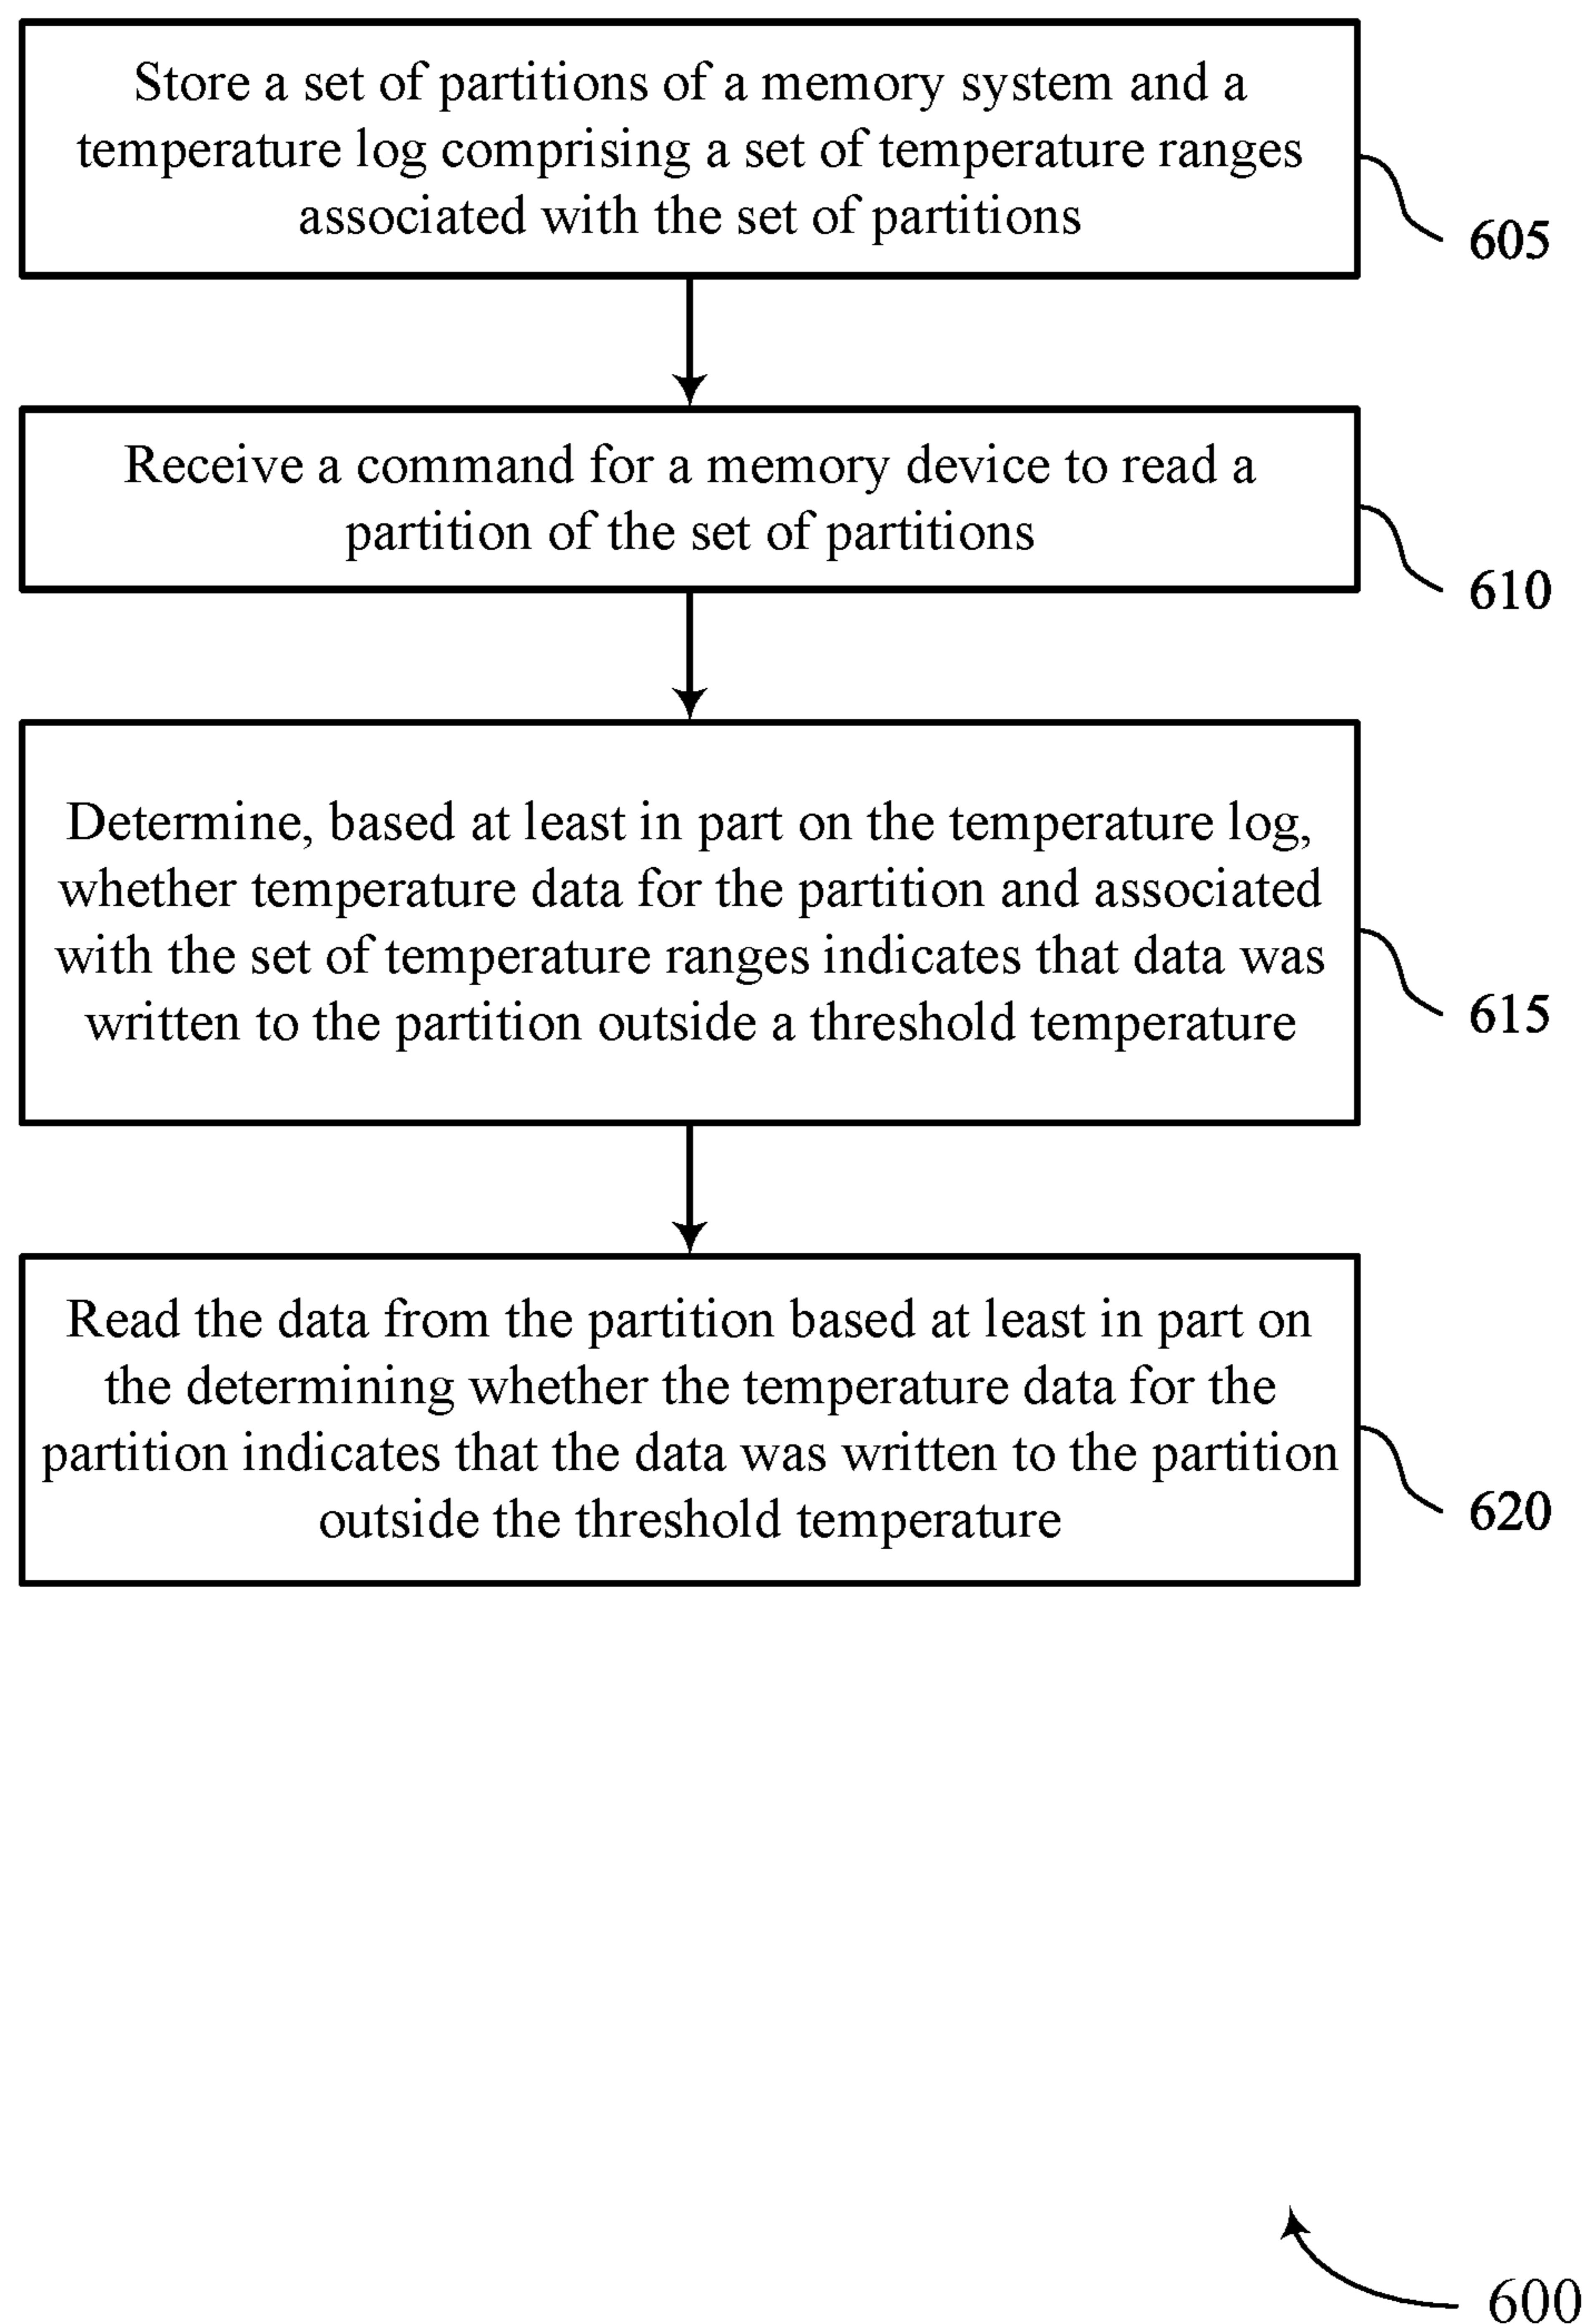 Store a set of partitions of a memory system and a
temperature log comprising a set of temperature ranges
associated with the set of partitions
605
Receive a command for a memory device to read a
partition of the set of partitions
610
Determine, based at least in part on the temperature log,
whether temperature data for the partition and associated
with the set of temperature ranges indicates that data was
written to the partition outside a threshold temperature
615
Read the data from the partition based at least in part on
the determining whether the temperature data for the
partition indicates that the data was written to the partition
outside the threshold temperature
620
600